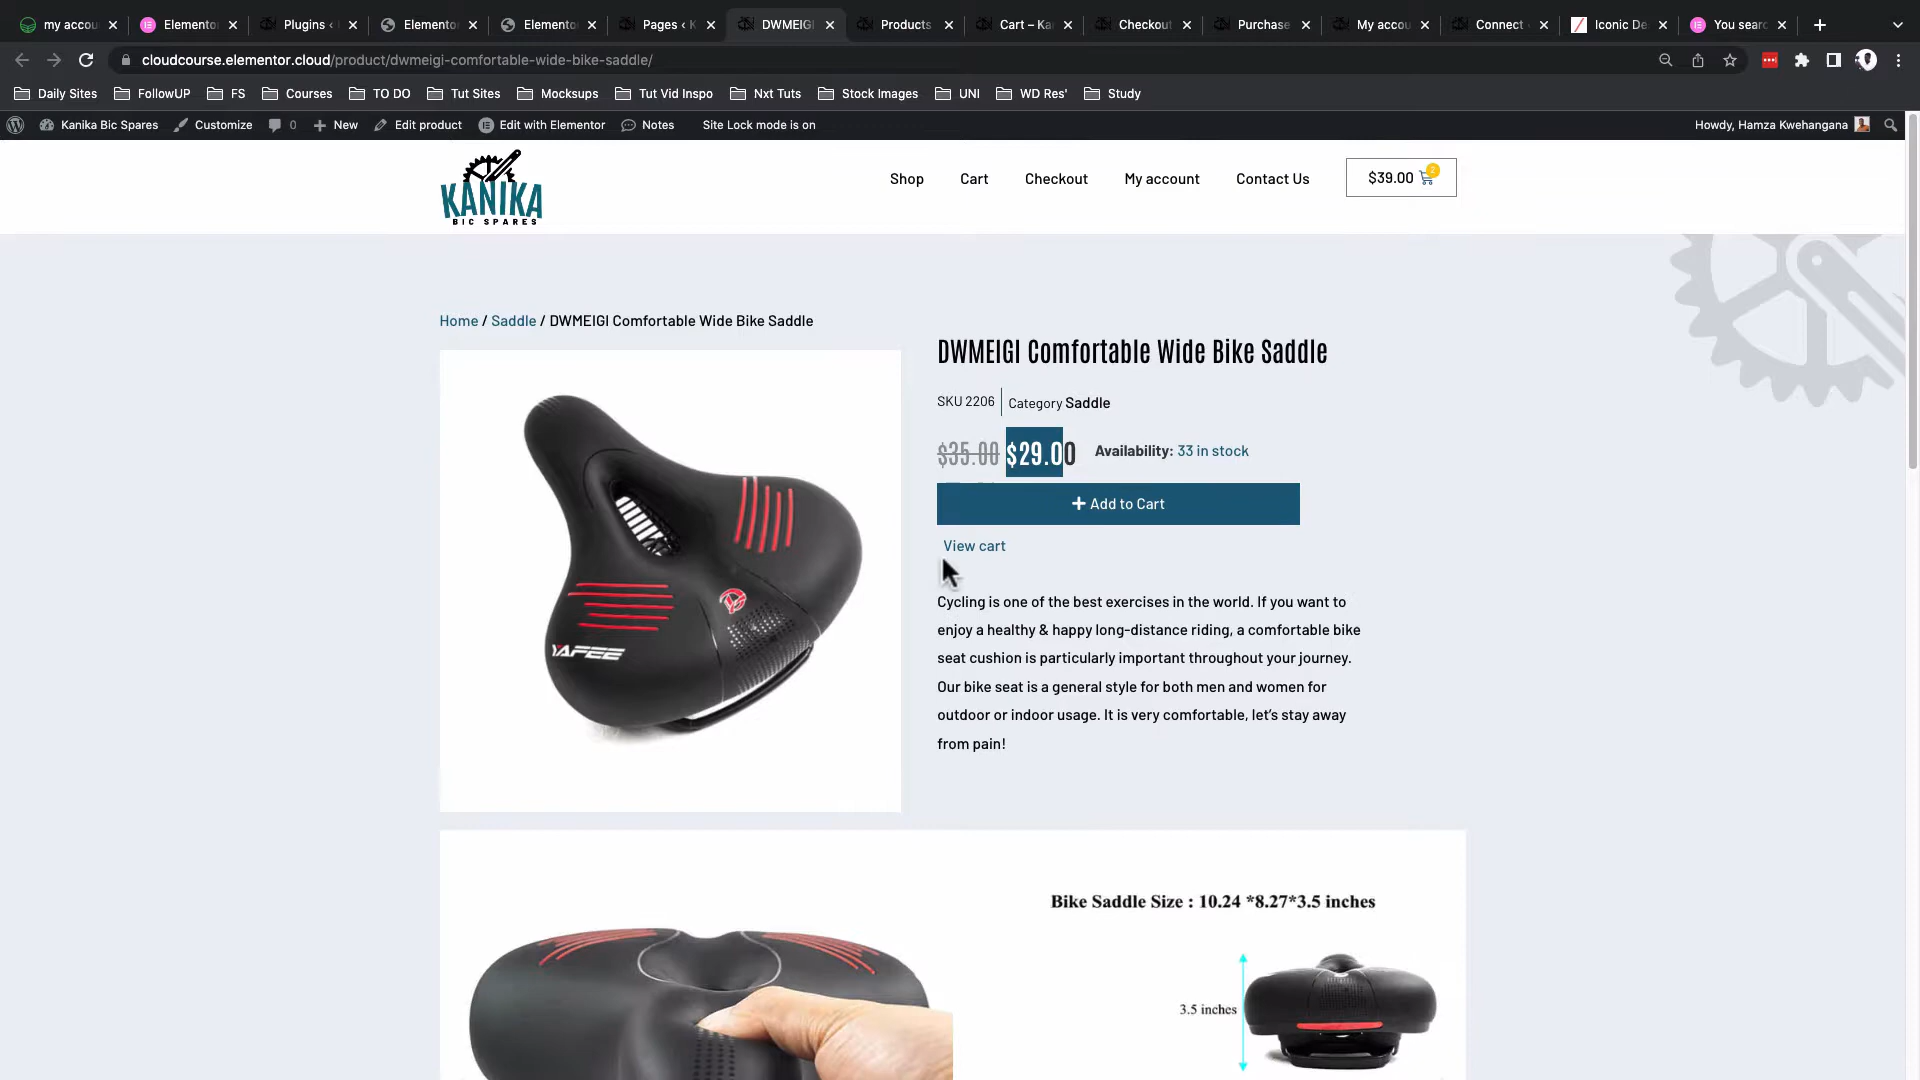 my accou
Elemento
Plugins ‹
Elemento
Elemento
Pages ‹ K
DWMEIGI
Products
Cart – Ka
Checkout
Purchase
My accou
Connect
Iconic De
You sear
cloudcourse.elementor.cloud/product/dwmeigi-comfortable-wide-bike-saddle/
Daily Sites
FollowUP
FS
Courses
TO DO
Tut Sites
Mocksups
Tut Vid Inspo
Nxt Tuts
Stock Images
UNI
WD Res'
Study
Kanika Bic Spares
Customize
0
New
Edit product
Edit with Elementor
Notes
Site Lock mode is on
Howdy, Hamza Kwehangana
KANIKA
BIC SPARES
Shop
Cart
Checkout
My account
Contact Us
$39.00
2
Home / Saddle / DWMEIGI Comfortable Wide Bike Saddle
DWMEIGI Comfortable Wide Bike Saddle
SKU 2206
Category Saddle
$35.00 $29.00
Availability: 33 in stock
Add to Cart
View cart
Cycling is one of the best exercises in the world. If you want to
enjoy a healthy & happy long-distance riding, a comfortable bike
seat cushion is particularly important throughout your journey.
Our bike seat is a general style for both men and women for
outdoor or indoor usage. It is very comfortable, let's stay away
from pain!
YAFEE
Bike Saddle Size : 10.24 *8.27*3.5 inches
3.5 inches